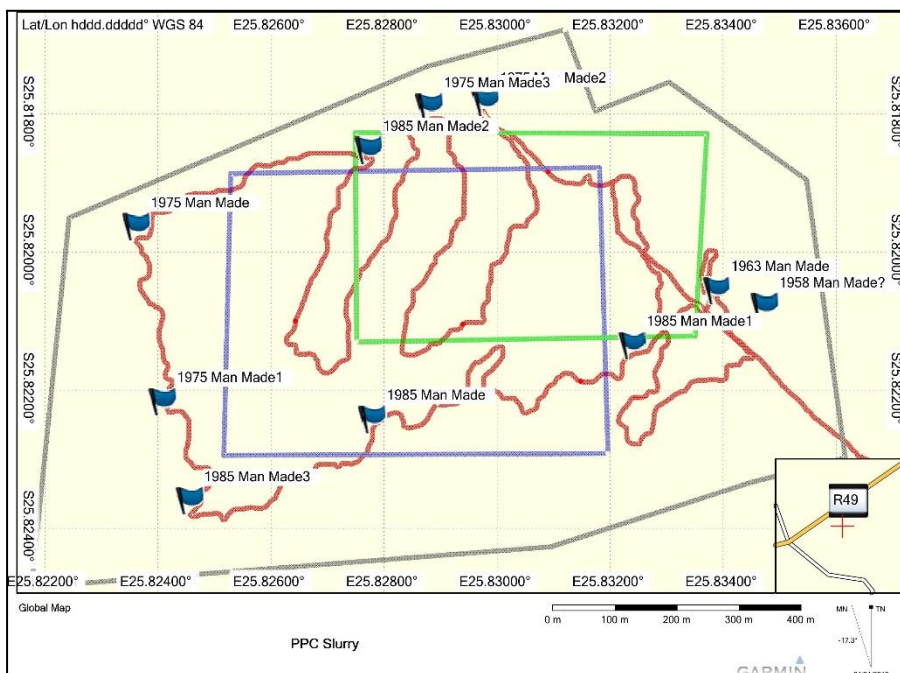 Lat/Lon hddd.ddddd° WGS 84
E25.82600° E25.82800° E25.83000° E25.83200° E25.83600°
1975 Man Made3
Made2
S25.81800° S25.81800°
1985 Man Made2
1975 Man Made
S25.82000° S25.82000°
1963 Man Made
1958 Man Made?
1985 Man Made1
1975 Man Made1
S25.82200° S25.82200°
1985 Man Made
1985 Man Made3
R49
S25.82400°
E25.82200° E25.82400° E25.82600° E25.82800° E25.83000° E25.83200° E25.83400°
Global Map
0 m 100 m 200 m 300 m 400 m
MN TN
-17.3°
PPC Slurry
GARMIN